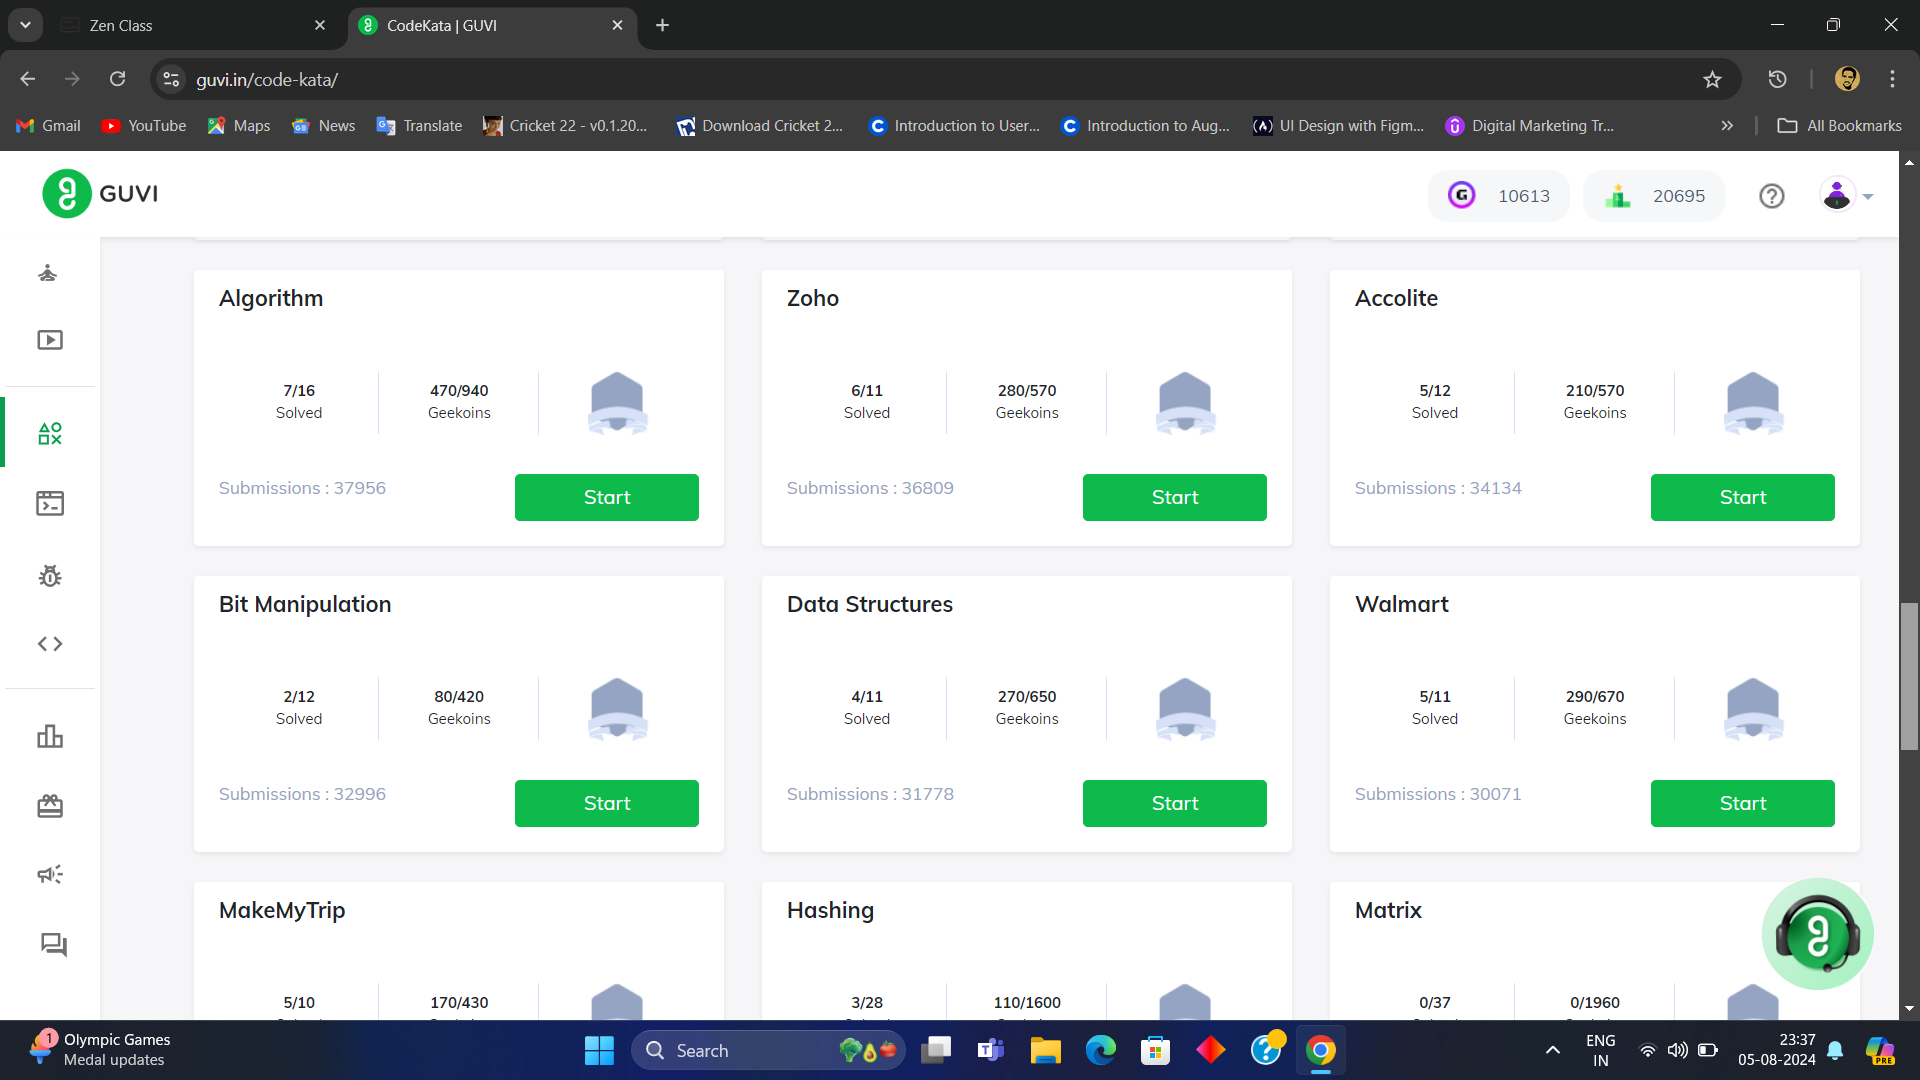 Zen Class
CodeKata | GUVI
guvi.in/code-kata/
Gmail
YouTube
Maps
News
Translate
Cricket 22 - v0.1.20...
Download Cricket 2...
Introduction to User...
Introduction to Aug...
UI Design with Figm...
Digital Marketing Tr...
All Bookmarks
GUVI
10613
20695
Algorithm
7/16
Solved
470/940
Geekoins
Submissions : 37956
Start
Zoho
6/11
Solved
280/570
Geekoins
Submissions : 36809
Start
Accolite
5/12
Solved
210/570
Geekoins
Submissions : 34134
Start
Bit Manipulation
2/12
Solved
80/420
Geekoins
Submissions : 32996
Start
Data Structures
4/11
Solved
270/650
Geekoins
Submissions : 31778
Start
Walmart
5/11
Solved
290/670
Geekoins
Submissions : 30071
Start
MakeMyTrip
5/10
170/430
Hashing
3/28
110/1600
Matrix
0/37
0/1960
1
Olympic Games
Medal updates
Search
ENG
IN
23:37
05-08-2024
PRE